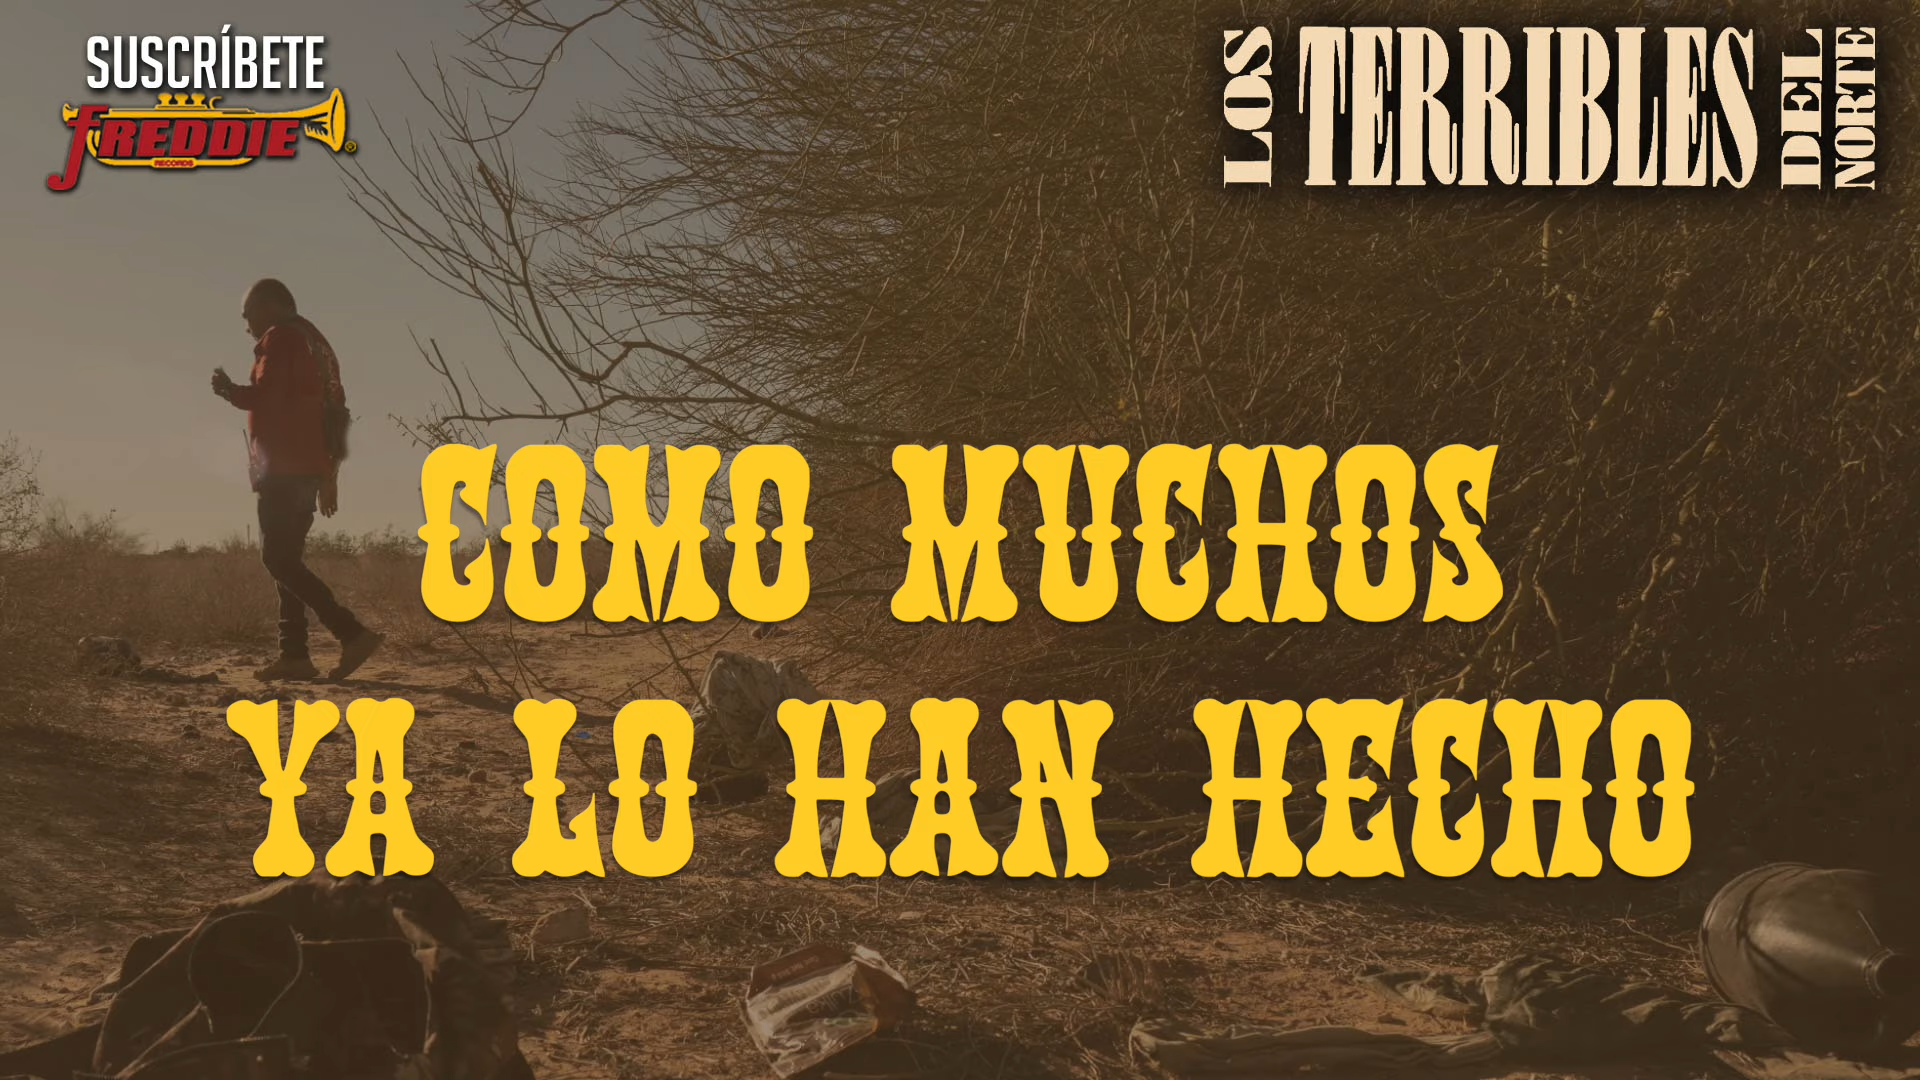 SUSCRÍBETE
fREDDIE
RECORDS
LOS TERRIBLES DEL NORTE
COMO MUCHOS
YA LO HAN HECHO